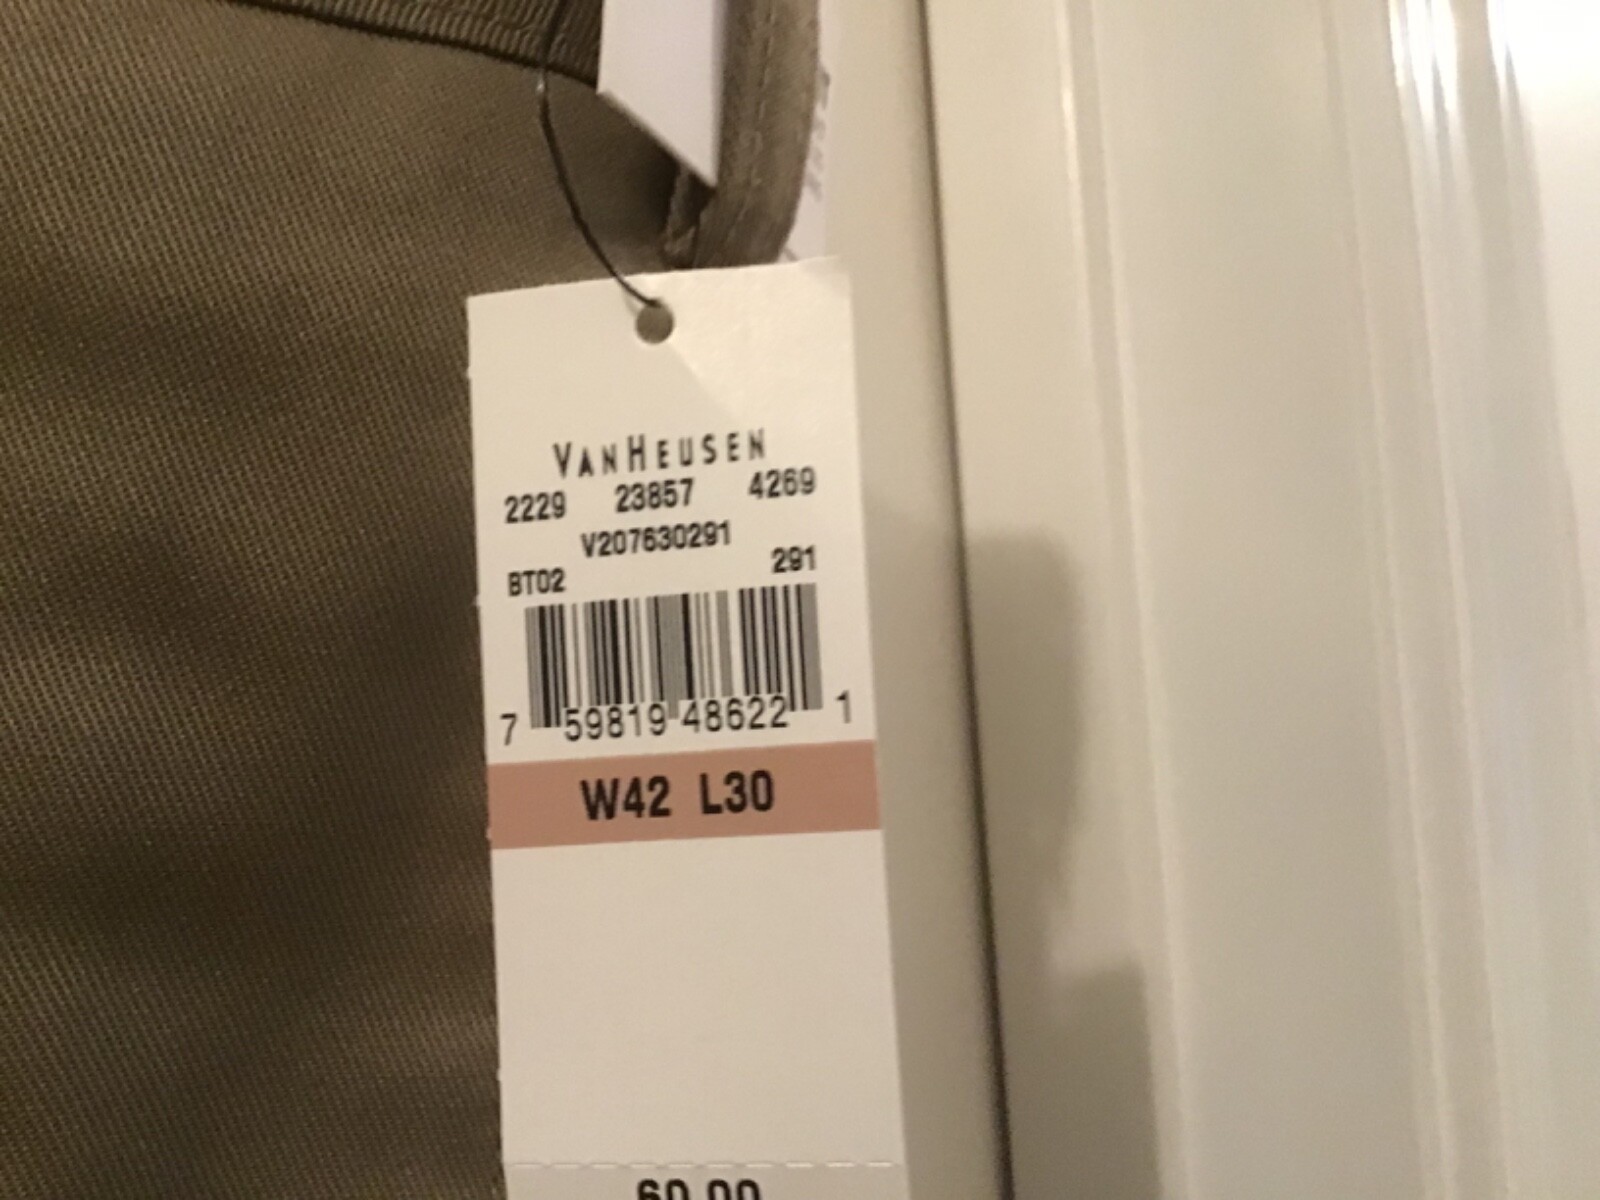 VANHEUSEN
2229 23857 4269
V207630291
BT02 291
7 59819 48622 1
W42 L30
60.00